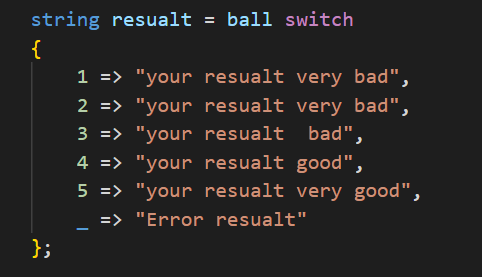 string resualt = ball switch
{
    1 => "your resualt very bad",
    2 => "your resualt very bad",
    3 => "your resualt  bad",
    4 => "your resualt good",
    5 => "your resualt very good",
    _ => "Error resualt"
};